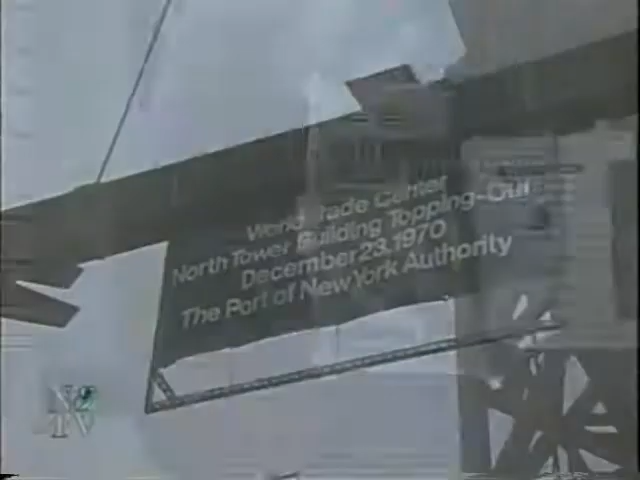 World Trade Center
North Tower Building Topping-Out
December 23, 1970
The Port of New York Authority